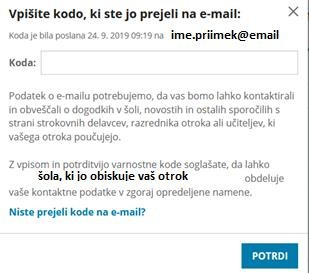 Vpišite kodo, ki ste jo prejeli na e-mail:
Koda je bila poslana 24. 9. 2019 09:19 na ime.priimek@email
Koda:
Podatek o e-mailu potrebujemo, da vas bomo lahko kontaktirali
in obveščali o dogodkih v šoli, novostih in ostalih sporočilih s
strani strokovnih delavcev, razrednika otroka ali učiteljev, ki
vašega otroka poučujejo.
Z vpisom in potrditvijo varnostne kode soglašate, da lahko
šola, ki jo obiskuje vaš otrok obdeluje
vaše kontaktne podatke v zgoraj opredeljene namene.
Niste prejeli kode na e-mail?
POTRDI